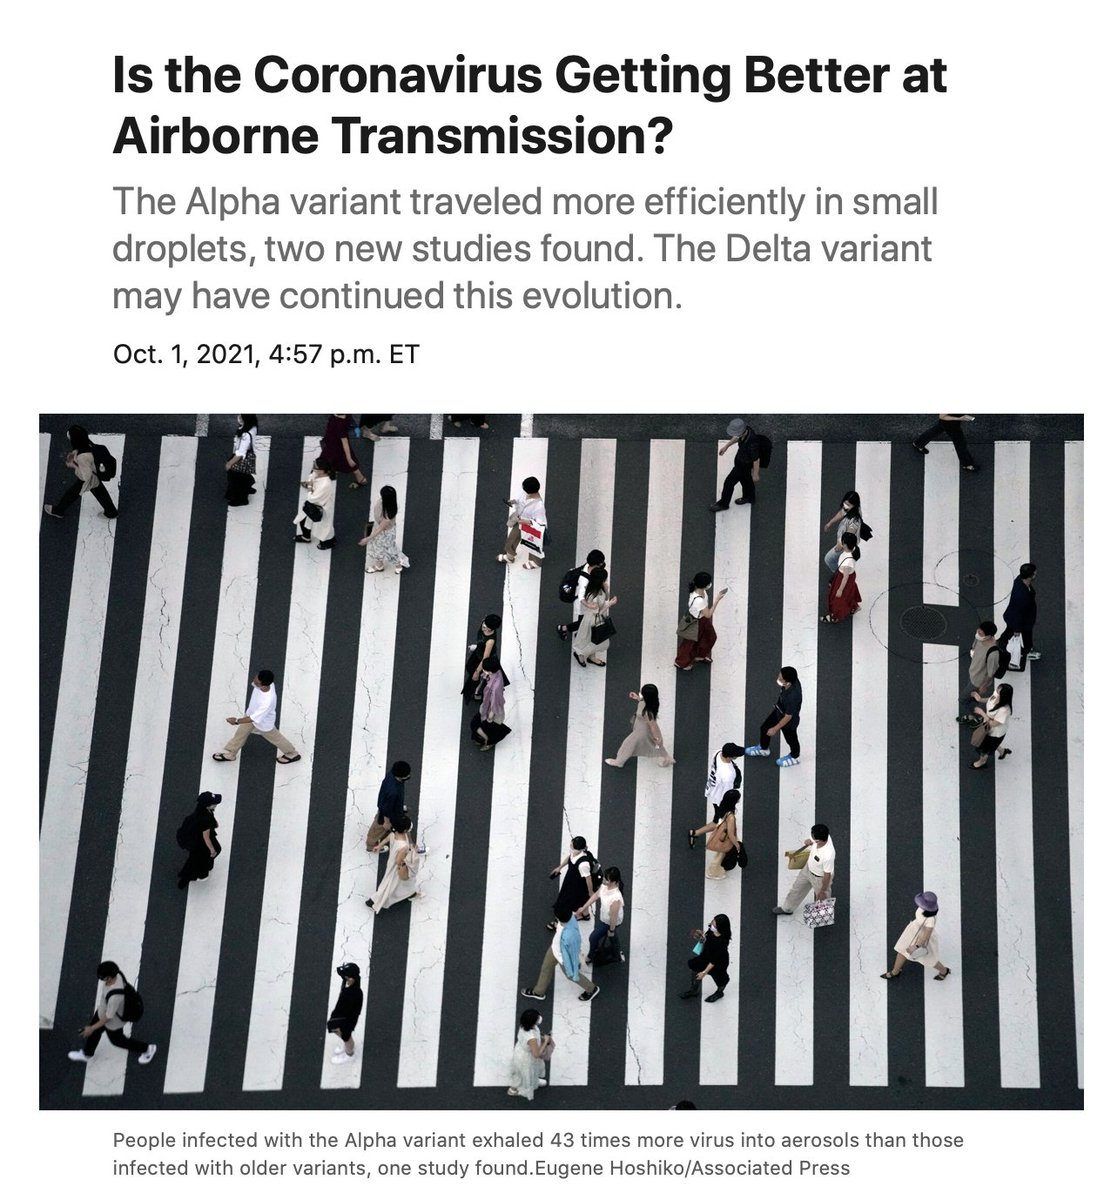 Is the Coronavirus Getting Better at
Airborne Transmission?
The Alpha variant traveled more efficiently in small
droplets, two new studies found. The Delta variant
may have continued this evolution.
Oct. 1, 2021, 4:57 p.m. ET
People infected with the Alpha variant exhaled 43 times more virus into aerosols than those
infected with older variants, one study found.Eugene Hoshiko/Associated Press